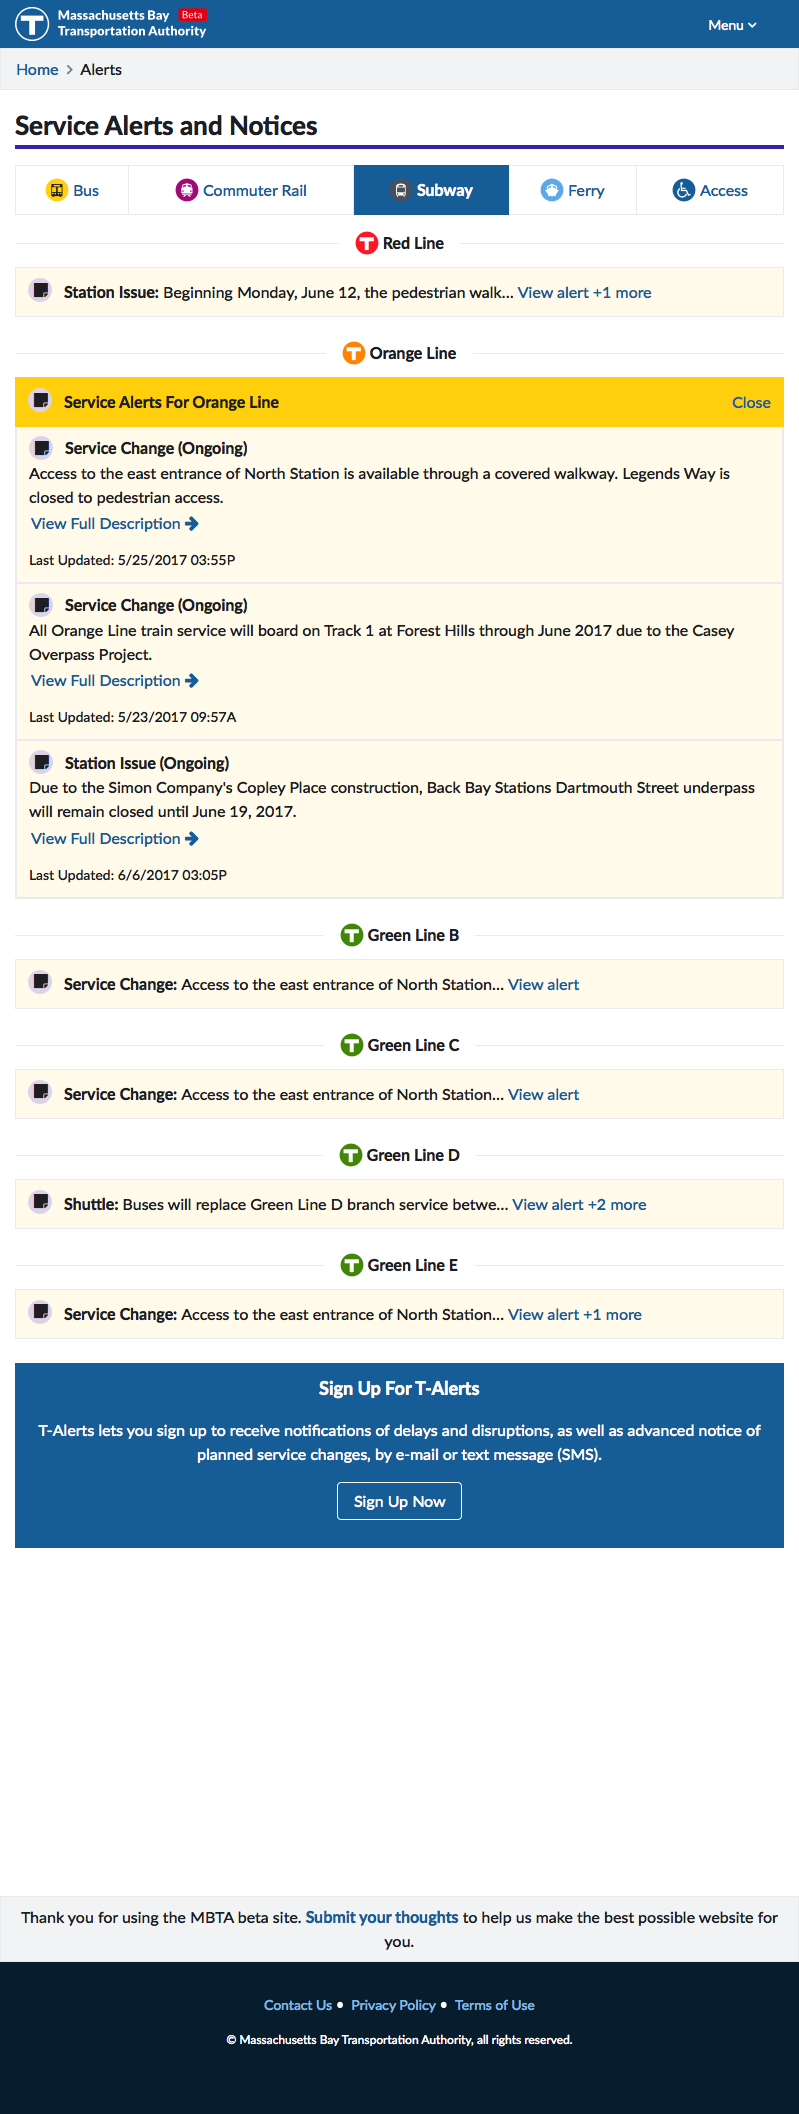 Massachusetts Bay Beta
Transportation Authority
Menu
Home > Alerts
Service Alerts and Notices
Bus
Commuter Rail
Subway
Ferry
Access
T Red Line
Station Issue: Beginning Monday, June 12, the pedestrian walk... View alert +1 more
T Orange Line
Service Alerts For Orange Line
Close
Service Change (Ongoing)
Access to the east entrance of North Station is available through a covered walkway. Legends Way is
closed to pedestrian access.
View Full Description
Last Updated: 5/25/2017 03:55P
Service Change (Ongoing)
All Orange Line train service will board on Track 1 at Forest Hills through June 2017 due to the Casey
Overpass Project.
View Full Description
Last Updated: 5/23/2017 09:57A
Station Issue (Ongoing)
Due to the Simon Company's Copley Place construction, Back Bay Stations Dartmouth Street underpass
will remain closed until June 19, 2017.
View Full Description
Last Updated: 6/6/2017 03:05P
T Green Line B
Service Change: Access to the east entrance of North Station... View alert
T Green Line C
Service Change: Access to the east entrance of North Station... View alert
T Green Line D
Shuttle: Buses will replace Green Line D branch service betwe... View alert +2 more
T Green Line E
Service Change: Access to the east entrance of North Station... View alert +1 more
Sign Up For T-Alerts
T-Alerts lets you sign up to receive notifications of delays and disruptions, as well as advanced notice of
planned service changes, by e-mail or text message (SMS).
Sign Up Now
Thank you for using the MBTA beta site. Submit your thoughts to help us make the best possible website for
you.
Contact Us • Privacy Policy • Terms of Use
© Massachusetts Bay Transportation Authority, all rights reserved.